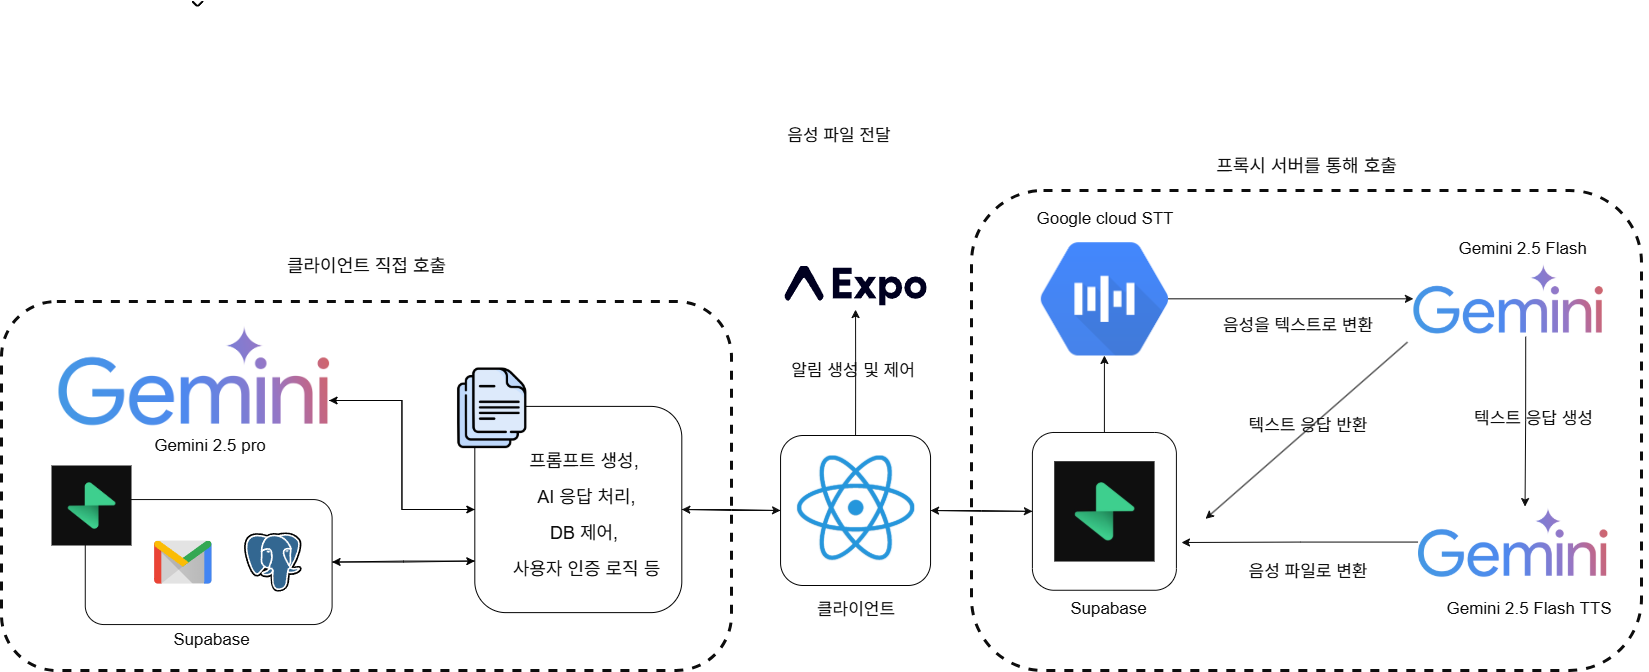 음성 파일 전달
프록시 서버를 통해 호출
Google cloud STT
Gemini 2.5 Flash
클라이언트 직접 호출
Expo
Gemini
음성을 텍스트로 변환
Gemini
알림 생성 및 제어
텍스트 응답 반환
텍스트 응답 생성
Gemini 2.5 pro
프롬프트 생성,
AI 응답 처리,
DB 제어,
사용자 인증 로직 등
Gemini
음성 파일로 변환
클라이언트
Supabase
Gemini 2.5 Flash TTS
Supabase